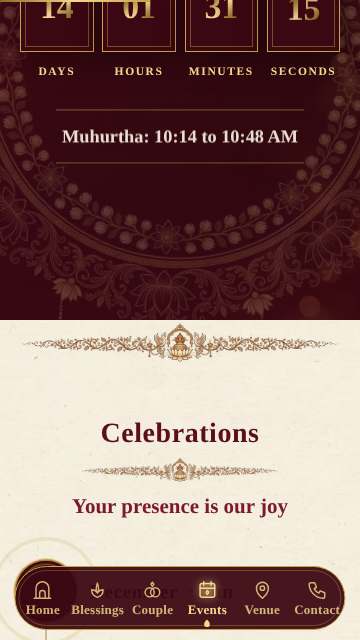 14 01 31 15
DAYS HOURS MINUTES SECONDS
Muhurtha: 10:14 to 10:48 AM
Celebrations
Your presence is our joy
Home Blessings Couple Events Venue Contact